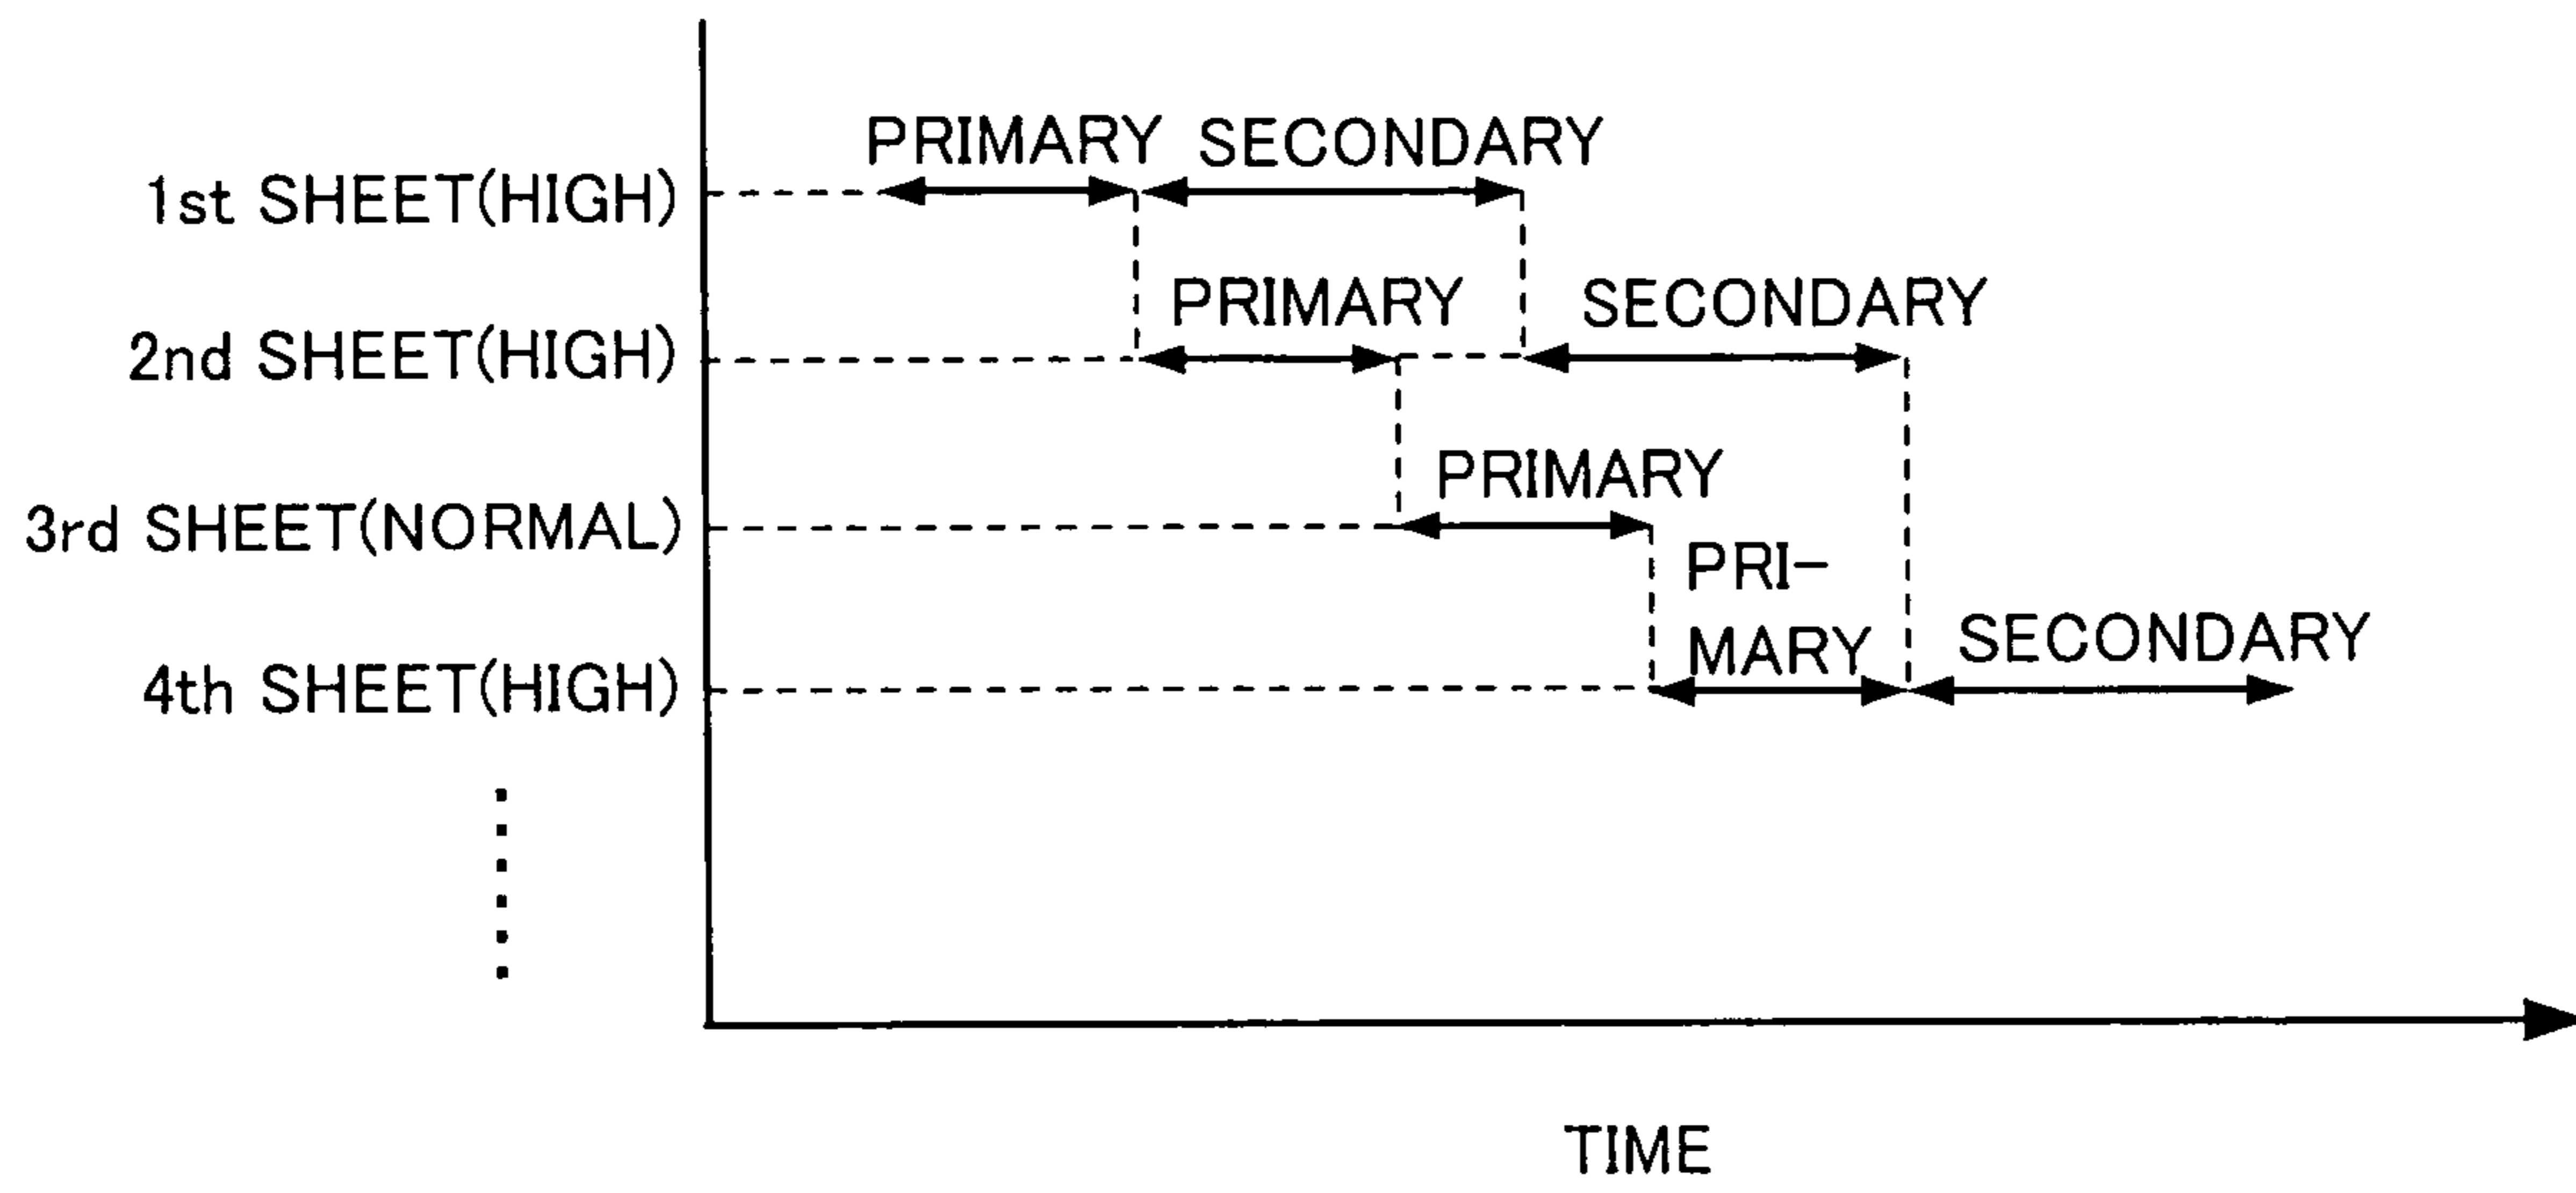 PRIMARY SECONDARY
1st SHEET(HIGH)
PRIMARY SECONDARY
2nd SHEET(HIGH)
PRIMARY
3rd SHEET(NORMAL)
PRI-
MARY SECONDARY
4th SHEET(HIGH)
TIME